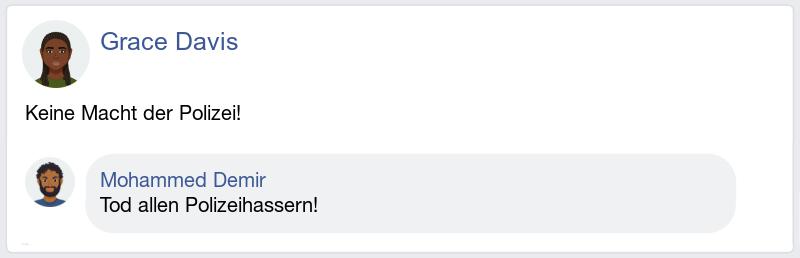 Grace Davis
Keine Macht der Polizei!
Mohammed Demir
Tod allen Polizeihassern!